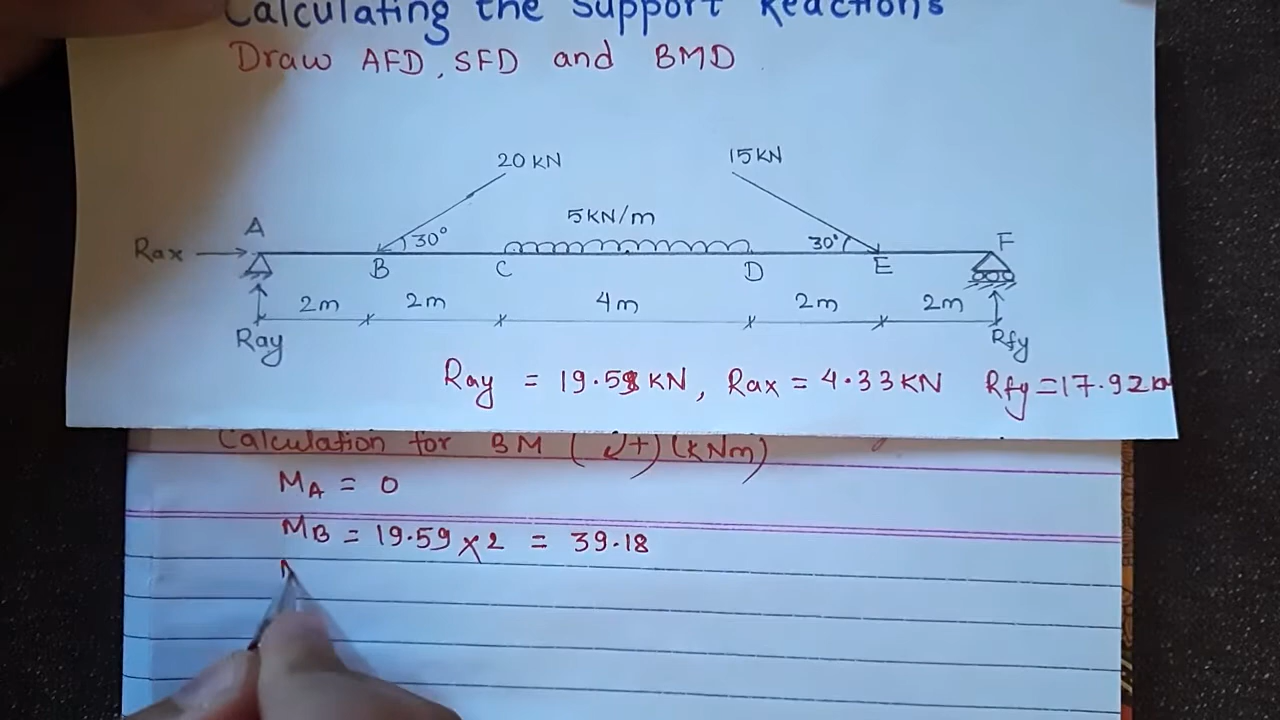 Calculating the Support Reactions
Draw AFD, SFD and BMD
20 KN
15 KN
5 KN/m
A
F
Rax
30°
30°
B
C
D
E
2m
2m
4m
2m
2m
Ray
Rfy
Ray = 19.59 KN, Rax = 4.33 KN Rfy = 17.92 KN
Calculation for BM (↙+) (KNm)
MA = 0
MB = 19.59 × 2 = 39.18